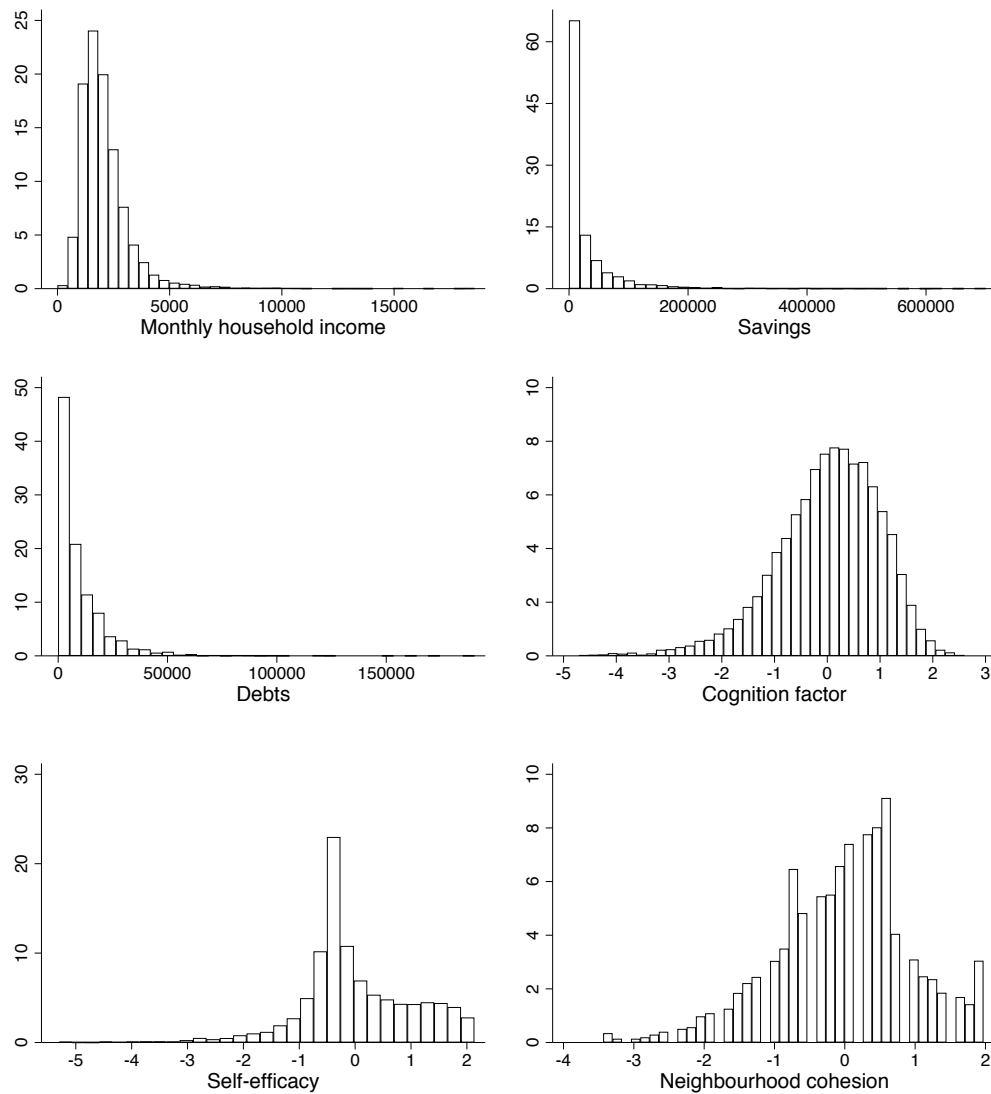 25
20
15
10
5
0
0 5000 10000 15000
Monthly household income
60
45
30
15
0
0 200000 400000 600000
Savings
50
40
30
20
10
0
0 50000 100000 150000
Debts
10
8
6
4
2
0
-5 -4 -3 -2 -1 0 1 2 3
Cognition factor
30
20
10
0
-5 -4 -3 -2 -1 0 1 2
Self-efficacy
10
8
6
4
2
0
-4 -3 -2 -1 0 1 2
Neighbourhood cohesion